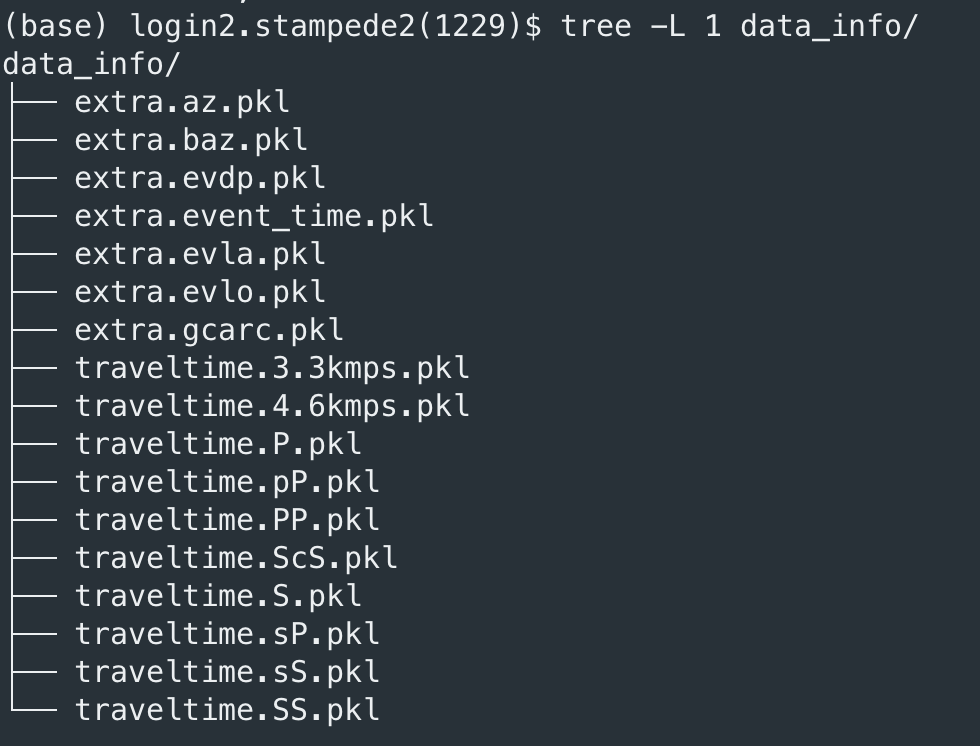 (base) login2.stampede2(1229)$ tree -L 1 data_info/
data_info/
├── extra.az.pkl
├── extra.baz.pkl
├── extra.evdp.pkl
├── extra.event_time.pkl
├── extra.evla.pkl
├── extra.evlo.pkl
├── extra.gcarc.pkl
├── traveltime.3.3kmps.pkl
├── traveltime.4.6kmps.pkl
├── traveltime.P.pkl
├── traveltime.pP.pkl
├── traveltime.PP.pkl
├── traveltime.ScS.pkl
├── traveltime.S.pkl
├── traveltime.sP.pkl
├── traveltime.sS.pkl
└── traveltime.SS.pkl